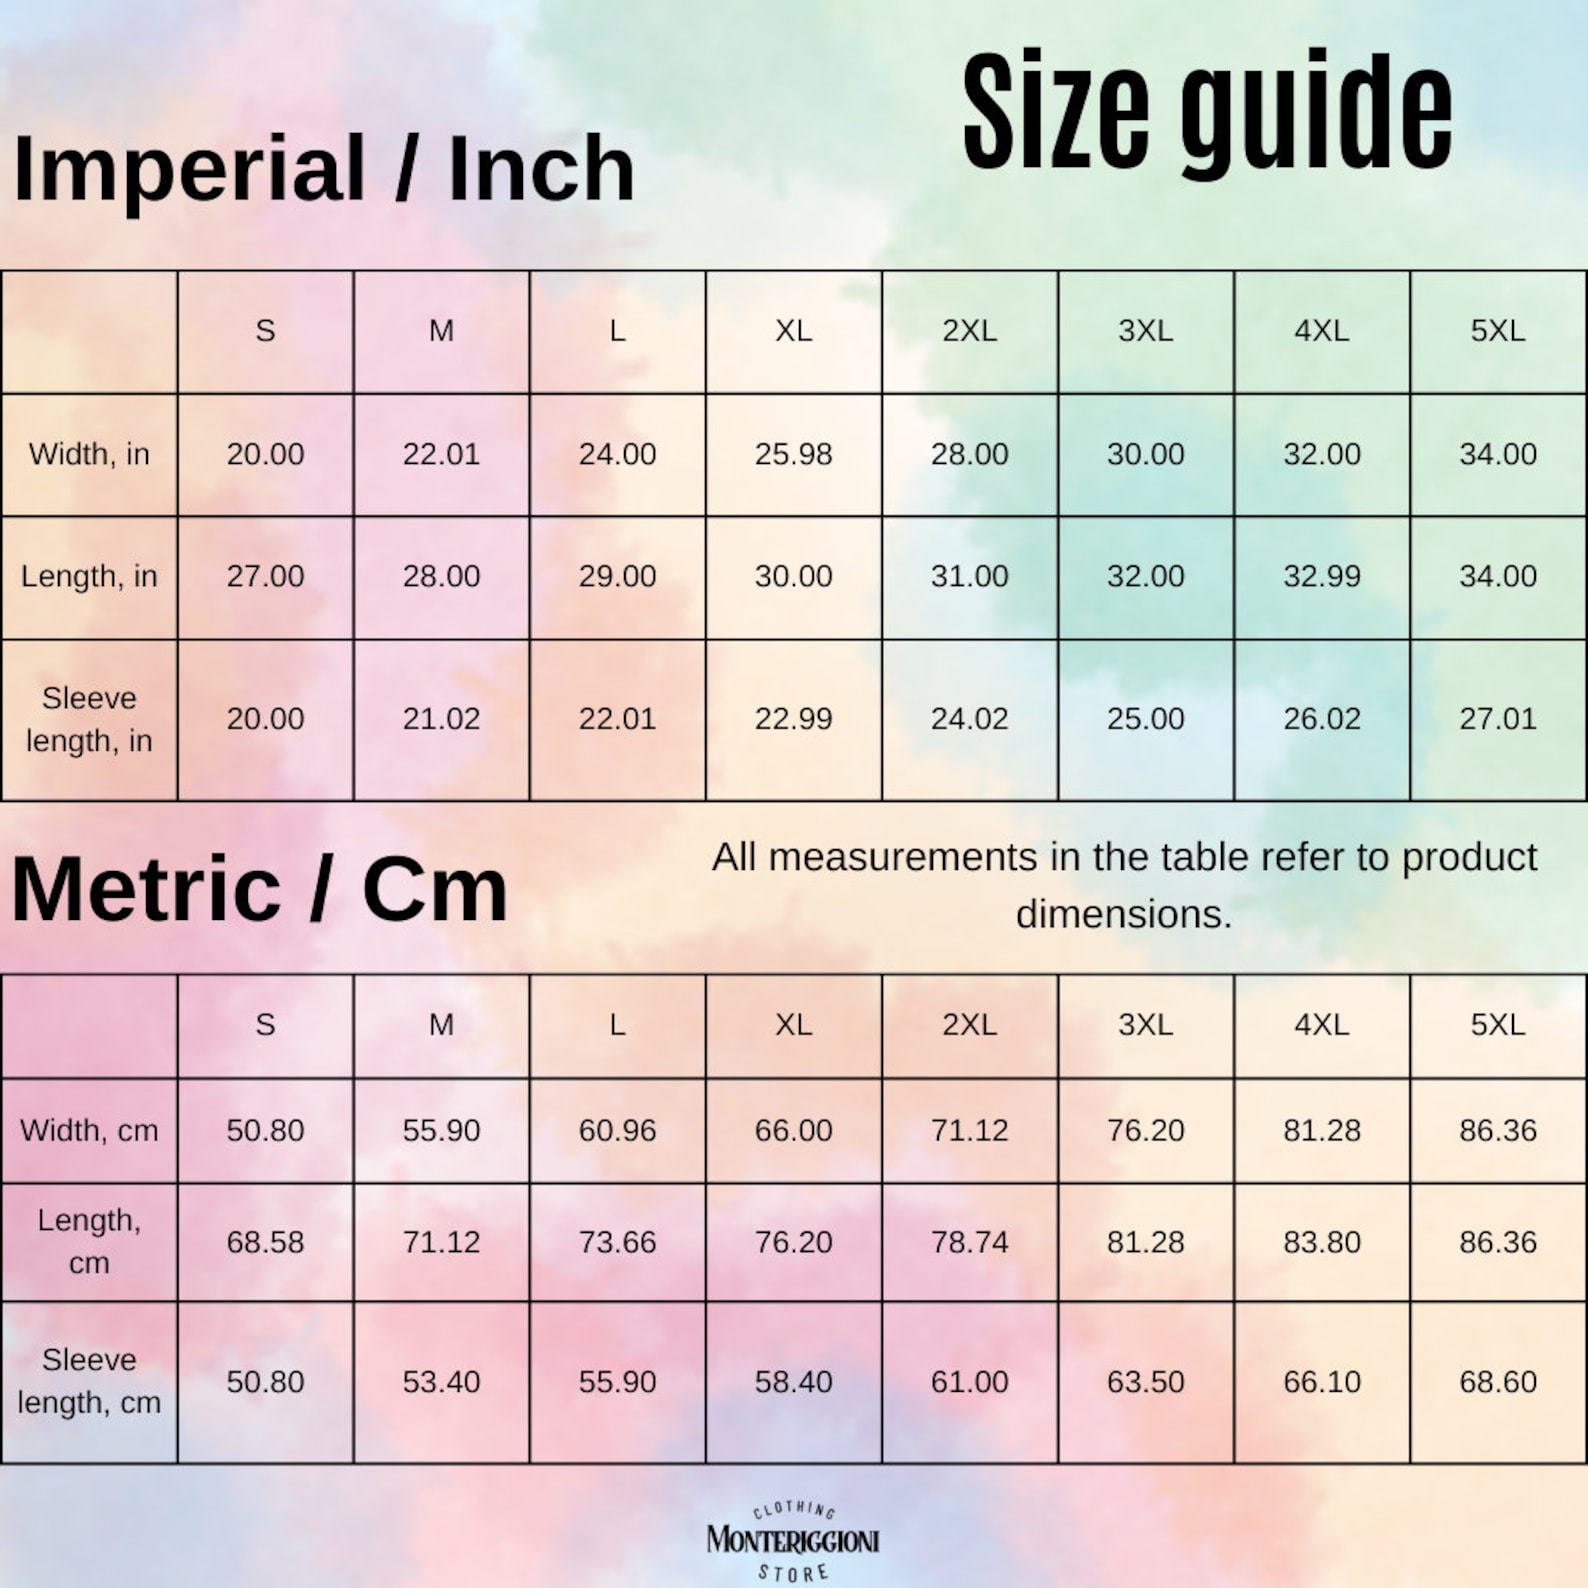 Size guide
Imperial / Inch
S M L XL 2XL 3XL 4XL 5XL
Width, in 20.00 22.01 24.00 25.98 28.00 30.00 32.00 34.00
Length, in 27.00 28.00 29.00 30.00 31.00 32.00 32.99 34.00
Sleeve
length, in 20.00 21.02 22.01 22.99 24.02 25.00 26.02 27.01
All measurements in the table refer to product
dimensions.
Metric / Cm
S M L XL 2XL 3XL 4XL 5XL
Width, cm 50.80 55.90 60.96 66.00 71.12 76.20 81.28 86.36
Length,
cm 68.58 71.12 73.66 76.20 78.74 81.28 83.80 86.36
Sleeve
length, cm 50.80 53.40 55.90 58.40 61.00 63.50 66.10 68.60
CLOTHING
MONTERIGGIONI
STORE